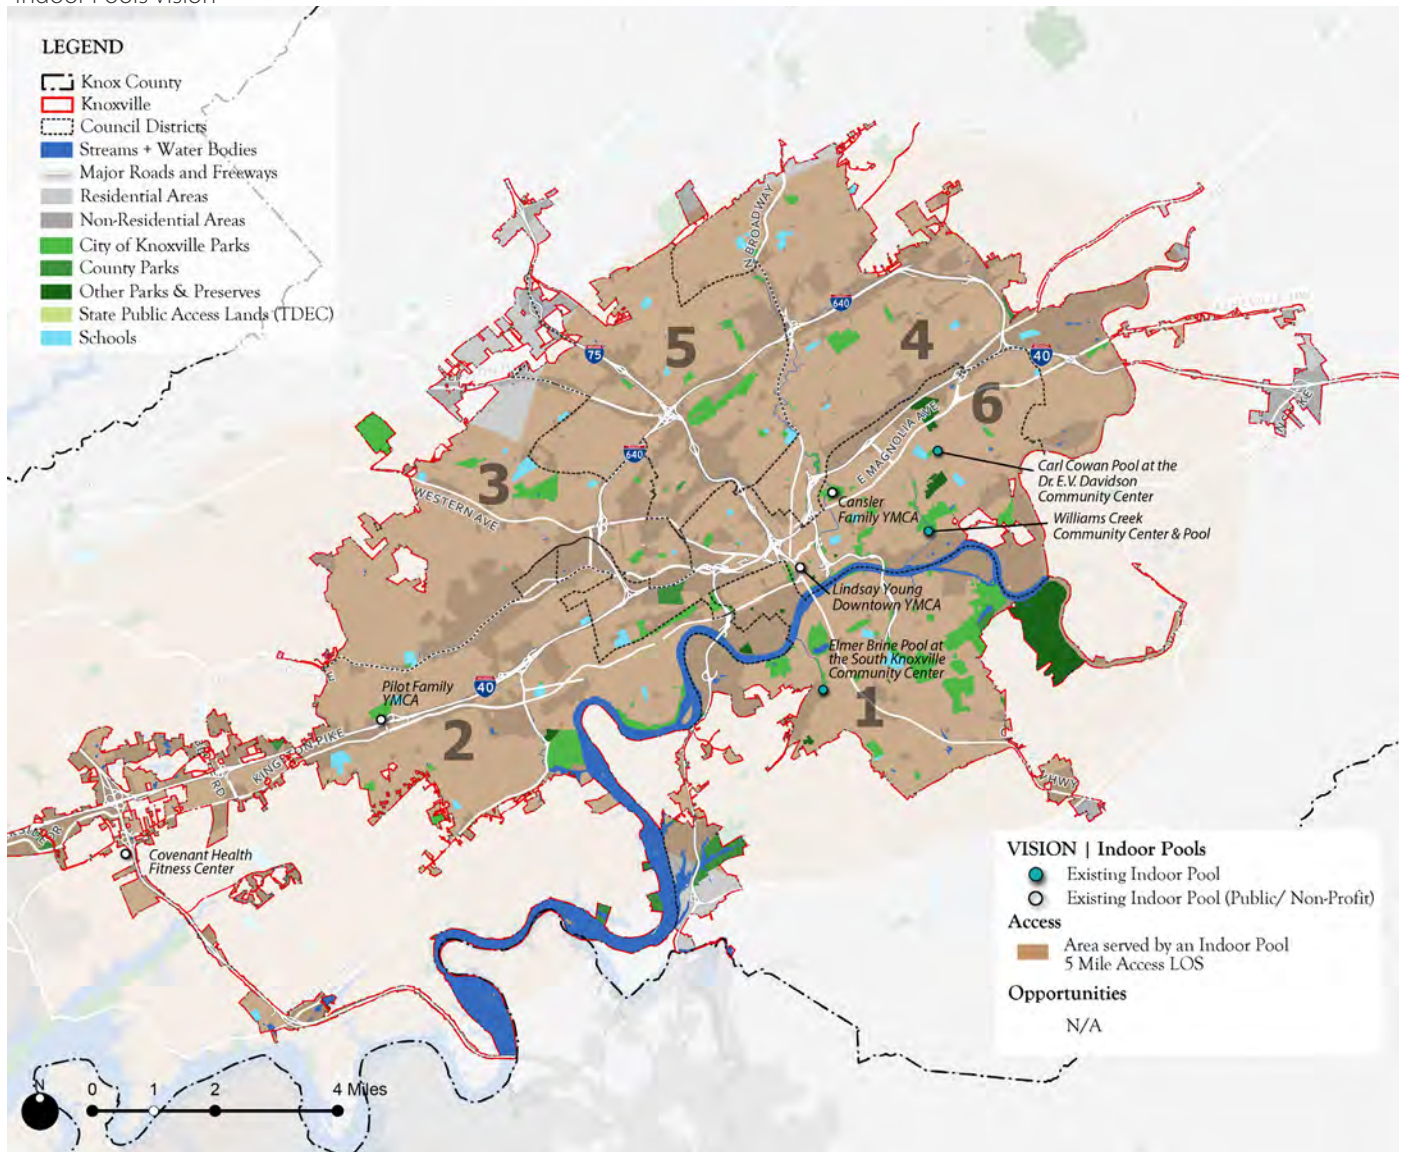 Indoor Pools Vision
LEGEND
Knox County
Knoxville
Council Districts
Streams + Water Bodies
Major Roads and Freeways
Residential Areas
Non-Residential Areas
City of Knoxville Parks
County Parks
Other Parks & Preserves
State Public Access Lands (TDEC)
Schools
N BROADWAY
640
75
5
4
40
6
E MAGNOLIA AVE
640
3
WESTERN AVE
Carl Cowan Pool at the
Dr. E.V. Davidson
Community Center
Cansler
Family YMCA
Williams Creek
Community Center & Pool
Lindsay Young
Downtown YMCA
Elmer Brine Pool at
the South Knoxville
Community Center
Pilot Family
YMCA
40
1
2
KINGSTON PIKE
RD
HWY
Covenant Health
Fitness Center
VISION | Indoor Pools
Existing Indoor Pool
Existing Indoor Pool (Public/ Non-Profit)
Access
Area served by an Indoor Pool
5 Mile Access LOS
Opportunities
N/A
N
0 1 2 4 Miles